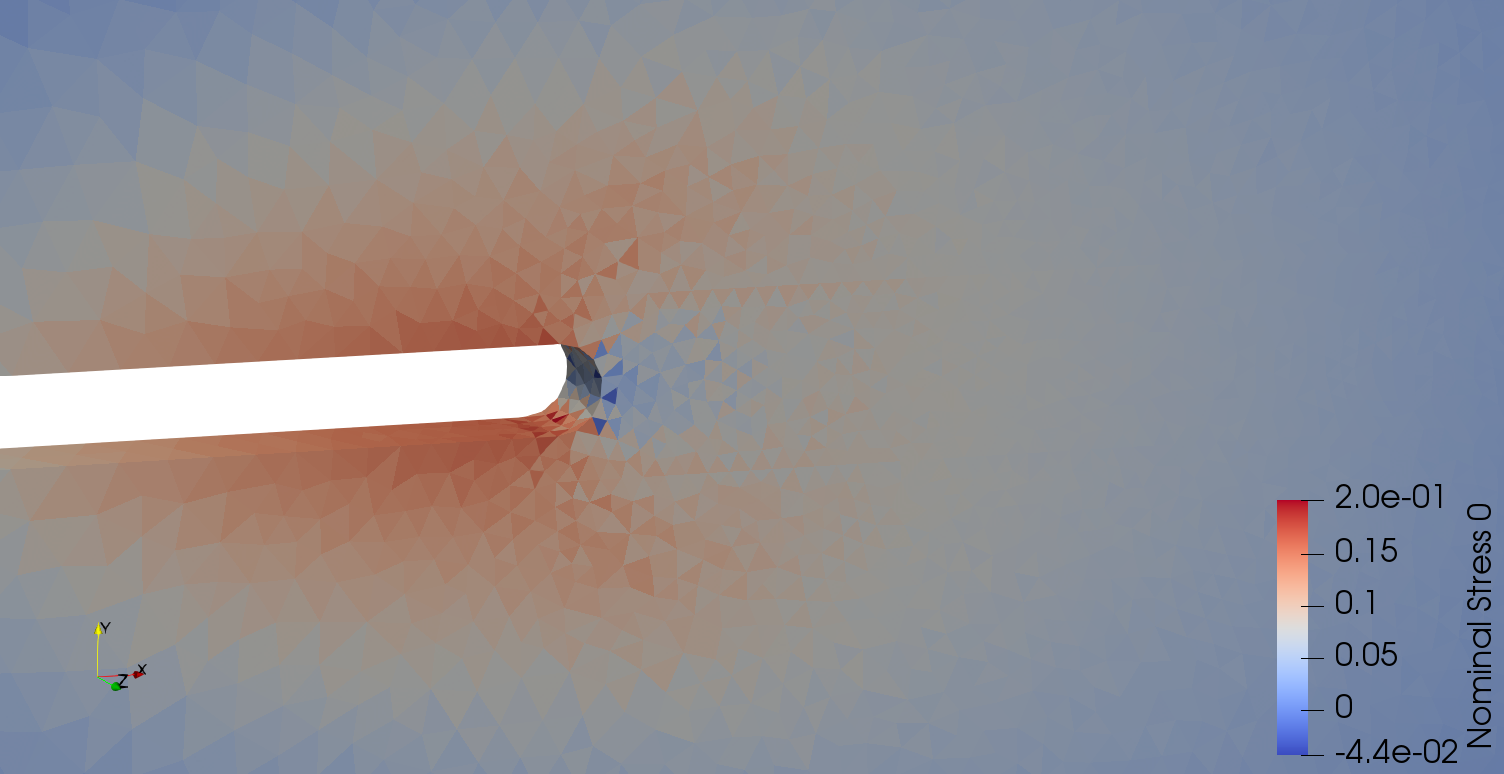 2.0e-01
0.15
0.1
0.05
0
-4.4e-02
Nominal Stress 0
Y
X
Z